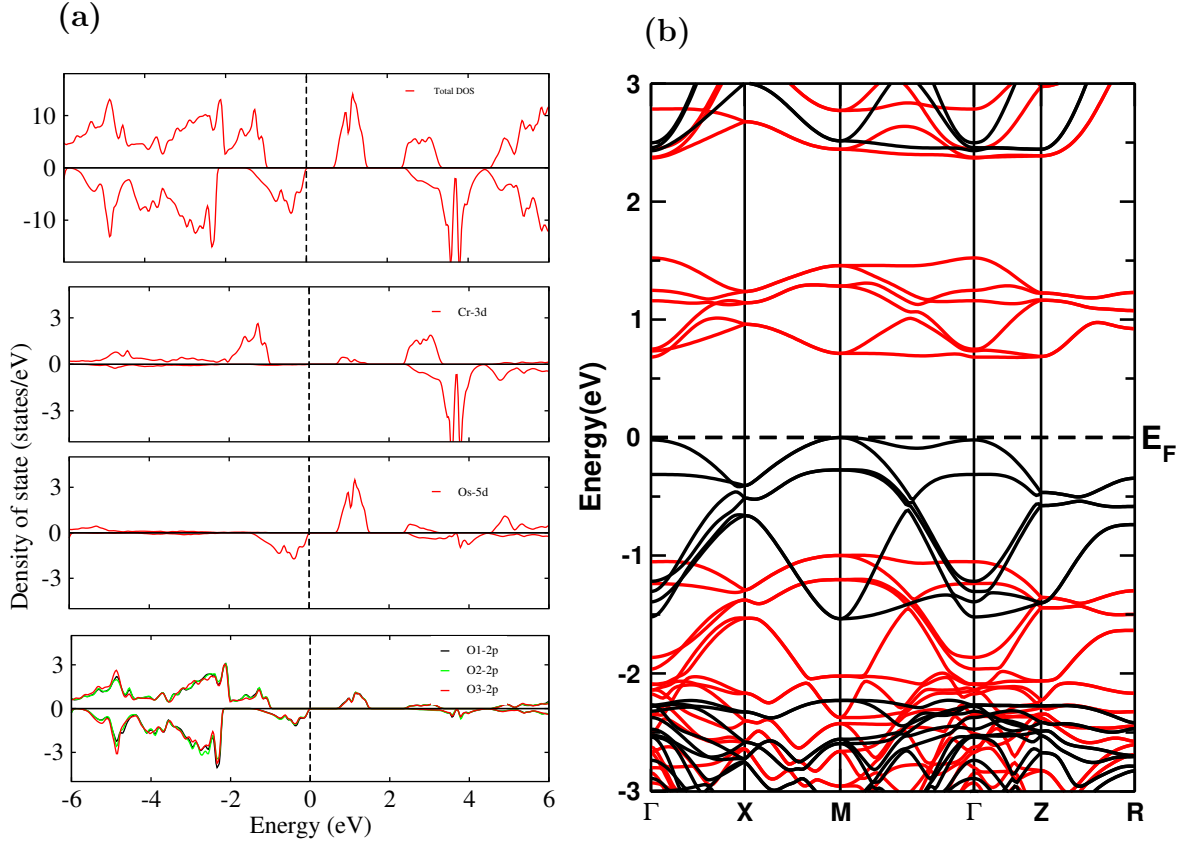 (a)
(b)
Density of state (states/eV)
10
0
-10
Total DOS
3
0
-3
Cr-3d
3
0
-3
Os-5d
3
0
-3
O1-2p
O2-2p
O3-2p
-6 -4 -2 0 2 4 6
Energy (eV)
Energy(eV)
3
2
1
0
-1
-2
-3
E_F
Γ X M Γ Z R